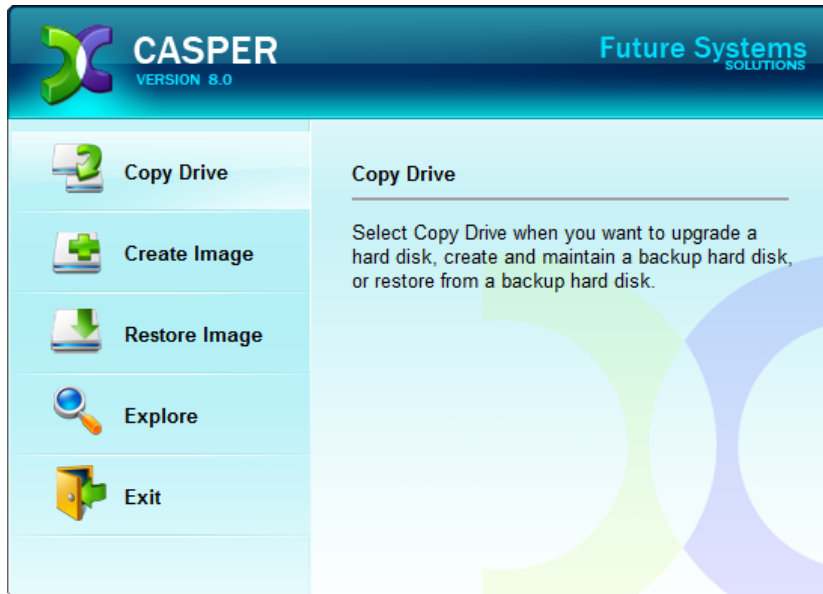 CASPER
VERSION 8.0
Future Systems
SOLUTIONS
Copy Drive
Create Image
Restore Image
Explore
Exit
Copy Drive
Select Copy Drive when you want to upgrade a
hard disk, create and maintain a backup hard disk,
or restore from a backup hard disk.